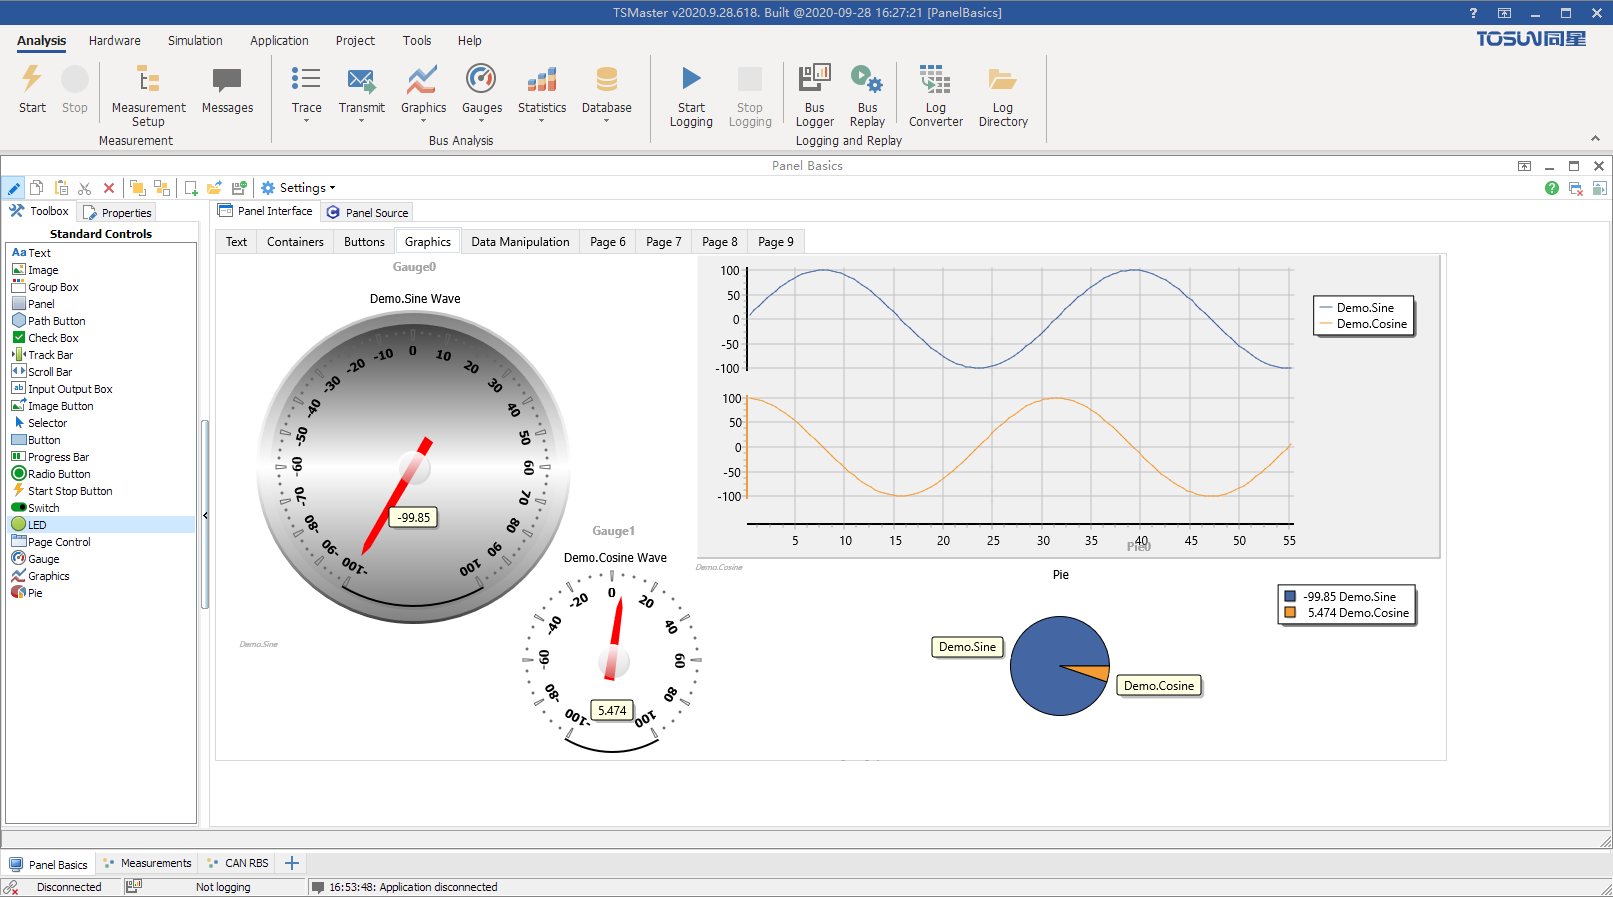 TSMaster v2020.9.28.618. Built @2020-09-28 16:27:21 [PanelBasics]
Analysis Hardware Simulation Application Project Tools Help
TOSUN同星
Start Stop Measurement Setup Messages Trace Transmit Graphics Gauges Statistics Database Start Logging Stop Logging Bus Logger Bus Replay Log Converter Log Directory
Measurement Bus Analysis Logging and Replay
Panel Basics
Settings
Toolbox Properties Panel Interface Panel Source
Standard Controls
Aa Text
Image
Group Box
Panel
Path Button
Check Box
Track Bar
Scroll Bar
ab Input Output Box
Image Button
Selector
Button
Progress Bar
Radio Button
Start Stop Button
Switch
LED
Page Control
Gauge
Graphics
Pie
Text Containers Buttons Graphics Data Manipulation Page 6 Page 7 Page 8 Page 9
Gauge0
Demo.Sine Wave
-100 -90 -80 -70 -60 -50 -40 -30 -20 -10 0 10 20 30 40 50 60 70 80 90 100
-99.85
Demo.Sine
Gauge1
Demo.Cosine Wave
-100 -80 -60 -40 -20 0 20 40 60 80 100
5.474
100
50
0
-50
-100
100
50
0
-50
-100
5 10 15 20 25 30 35 40 45 50 55
Demo.Sine
Demo.Cosine
Demo.Cosine
Pie0
Pie
-99.85 Demo.Sine
5.474 Demo.Cosine
Demo.Sine
Demo.Cosine
Panel Basics Measurements CAN RBS
Disconnected Not logging 16:53:48: Application disconnected